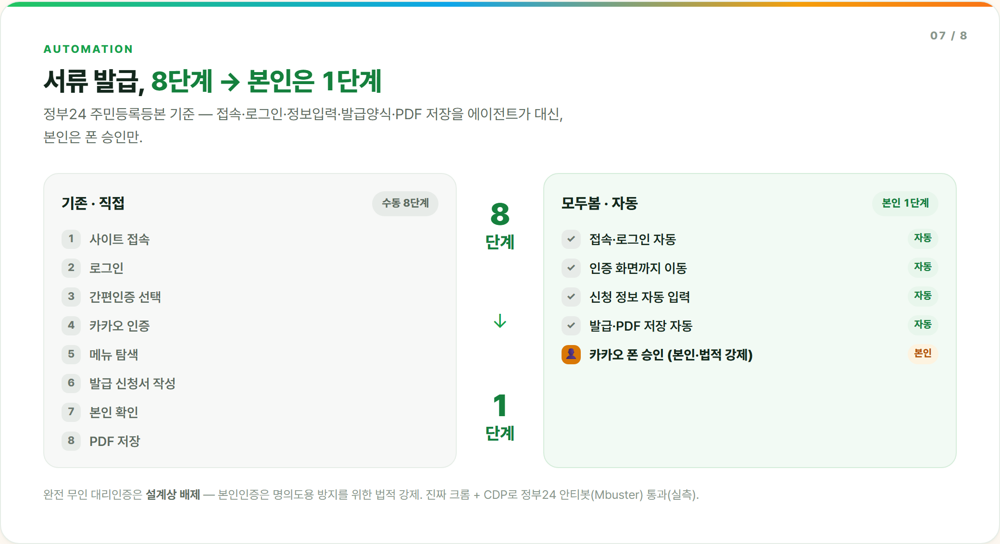 07 / 8
AUTOMATION
서류 발급, 8단계 → 본인은 1단계
정부24 주민등록등본 기준 — 접속·로그인·정보입력·발급양식·PDF 저장을 에이전트가 대신,
본인은 폰 승인만.
기존 · 직접
수동 8단계
1 사이트 접속
2 로그인
3 간편인증 선택
4 카카오 인증
5 메뉴 탐색
6 발급 신청서 작성
7 본인 확인
8 PDF 저장
8
단계
↓
1
단계
모두봄 · 자동
본인 1단계
✓ 접속·로그인 자동 자동
✓ 인증 화면까지 이동 자동
✓ 신청 정보 자동 입력 자동
✓ 발급·PDF 저장 자동 자동
카카오 폰 승인 (본인·법적 강제) 본인
완전 무인 대리인증은 설계상 배제 — 본인인증은 명의도용 방지를 위한 법적 강제. 진짜 크롬 + CDP로 정부24 안티봇(Mbuster) 통과(실측).